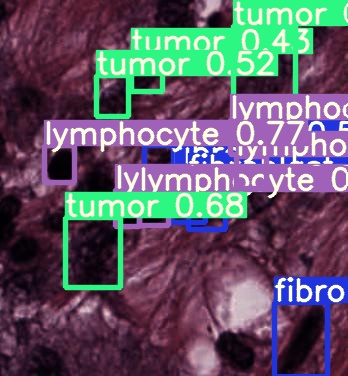 tumor 0
tumor 0.43
tumor 0.52
lymphoc
lymphocyte 0.77
lymphocyte 0
tumor 0.68
fibro